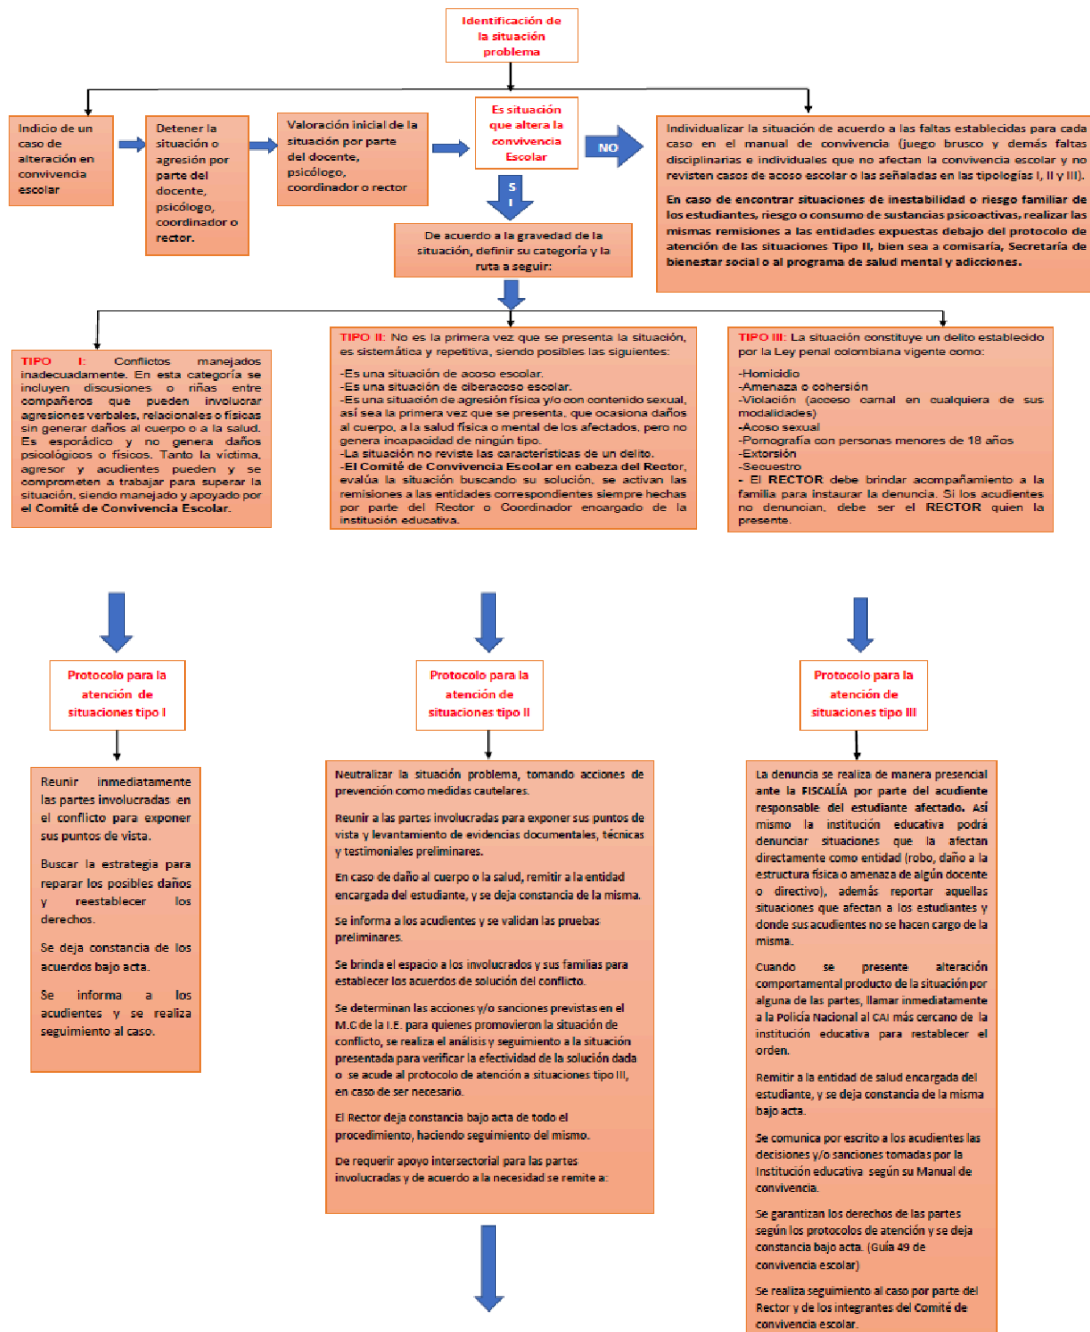 Identificación de
la situación
problema
Indicio de un
caso de
alteración en
convivencia
escolar
Detener la
situación o
agresión por
parte del
docente,
psicólogo,
coordinador o
rector.
Valoración inicial de la
situación por parte
del docente,
psicólogo,
coordinador o rector
Es situación
que altera la
convivencia
Escolar
NO
S
I
Individualizar la situación de acuerdo a las faltas establecidas para cada
caso en el manual de convivencia (juego brusco y demás faltas
disciplinarias e individuales que no afectan la convivencia escolar y no
revisten casos de acoso escolar o las señaladas en las tipologías I, II y III).
En caso de encontrar situaciones de inestabilidad o riesgo familiar de
los estudiantes, riesgo o consumo de sustancias psicoactivas, realizar las
mismas remisiones a las entidades expuestas debajo del protocolo de
atención de las situaciones Tipo II, bien sea a comisaría, Secretaría de
bienestar social o al programa de salud mental y adicciones.
De acuerdo a la gravedad de la
situación, definir su categoría y la
ruta a seguir:
TIPO I: Conflictos manejados
inadecuadamente. En esta categoría se
incluyen discusiones o riñas entre
compañeros que pueden involucrar
agresiones verbales, relacionales o físicas
sin generar daños al cuerpo o a la salud.
Es esporádico y no genera daños
psicológicos o físicos. Tanto la víctima,
agresor y acudientes pueden y se
comprometen a trabajar para superar la
situación, siendo manejado y apoyado por
el Comité de Convivencia Escolar.
TIPO II: No es la primera vez que se presenta la situación,
es sistemática y repetitiva, siendo posibles las siguientes:
-Es una situación de acoso escolar.
-Es una situación de ciberacoso escolar.
-Es una situación de agresión física y/o con contenido sexual,
así sea la primera vez que se presenta, que ocasiona daños
al cuerpo, a la salud física o mental de los afectados, pero no
genera incapacidad de ningún tipo.
-La situación no reviste las características de un delito.
-El Comité de Convivencia Escolar en cabeza del Rector,
evalúa la situación buscando su solución, se activan las
remisiones a las entidades correspondientes siempre hechas
por parte del Rector o Coordinador encargado de la
institución educativa.
TIPO III: La situación constituye un delito establecido
por la Ley penal colombiana vigente como:
-Homicidio
-Amenaza o cohersión
-Violación (acceso carnal en cualquiera de sus
modalidades)
-Acoso sexual
-Pornografía con personas menores de 18 años
-Extorsión
-Secuestro
- El RECTOR debe brindar acompañamiento a la
familia para instaurar la denuncia. Si los acudientes
no denuncian, debe ser el RECTOR quien la
presente.
Protocolo para la
atención de
situaciones tipo I
Protocolo para la
atención de
situaciones tipo II
Protocolo para la
atención de
situaciones tipo III
Reunir inmediatamente
las partes involucradas en
el conflicto para exponer
sus puntos de vista.
Buscar la estrategia para
reparar los posibles daños
y reestablecer los
derechos.
Se deja constancia de los
acuerdos bajo acta.
Se informa a los
acudientes y se realiza
seguimiento al caso.
Neutralizar la situación problema, tomando acciones de
prevención como medidas cautelares.
Reunir a las partes involucradas para exponer sus puntos de
vista y levantamiento de evidencias documentales, técnicas
y testimoniales preliminares.
En caso de daño al cuerpo o la salud, remitir a la entidad
encargada del estudiante, y se deja constancia de la misma.
Se informa a los acudientes y se validan las pruebas
preliminares.
Se brinda el espacio a los involucrados y sus familias para
establecer los acuerdos de solución del conflicto.
Se determinan las acciones y/o sanciones previstas en el
M.C de la I.E. para quienes promovieron la situación de
conflicto, se realiza el análisis y seguimiento a la situación
presentada para verificar la efectividad de la solución dada
o se acude al protocolo de atención a situaciones tipo III,
en caso de ser necesario.
El Rector deja constancia bajo acta de todo el
procedimiento, haciendo seguimiento del mismo.
De requerir apoyo intersectorial para las partes
involucradas y de acuerdo a la necesidad se remite a:
La denuncia se realiza de manera presencial
ante la FISCALÍA por parte del acudiente
responsable del estudiante afectado. Así
mismo la institución educativa podrá
denunciar situaciones que la afectan
directamente como entidad (robo, daño a la
estructura física o amenaza de algún docente
o directivo), además reportar aquellas
situaciones que afectan a los estudiantes y
donde sus acudientes no se hacen cargo de la
misma.
Cuando se presente alteración
comportamental producto de la situación por
alguna de las partes, llamar inmediatamente
a la Policía Nacional al CAI más cercano de la
institución educativa para restablecer el
orden.
Remitir a la entidad de salud encargada del
estudiante, y se deja constancia de la misma
bajo acta.
Se comunica por escrito a los acudientes las
decisiones y/o sanciones tomadas por la
Institución educativa según su Manual de
convivencia.
Se garantizan los derechos de las partes
según los protocolos de atención y se deja
constancia bajo acta. (Guía 49 de
convivencia escolar)
Se realiza seguimiento al caso por parte del
Rector y de los integrantes del Comité de
convivencia escolar.